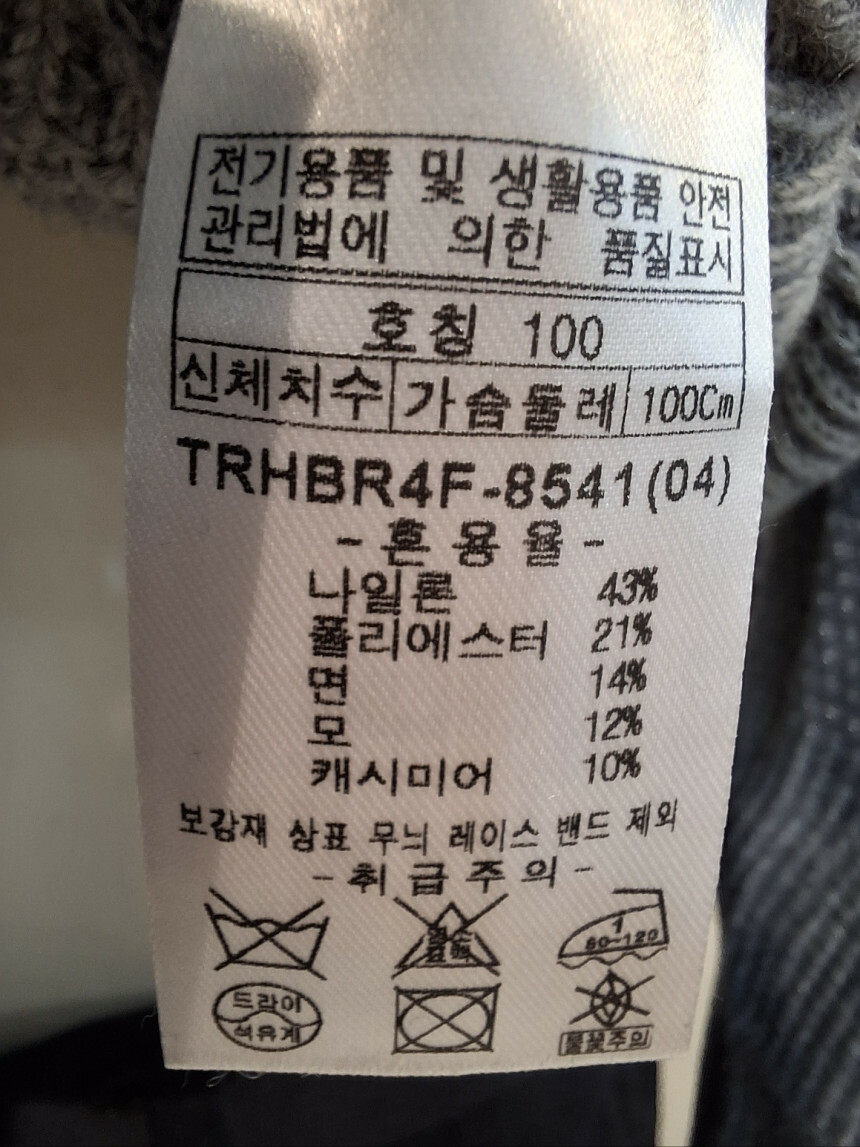 전기용품 및 생활용품 안전
관리법에 의한 품질표시
호칭 100
신체치수 가슴둘레 100Cm
TRHBR4F-8541(04)
- 혼용율 -
나일론 43%
폴리에스터 21%
면 14%
모 12%
캐시미어 10%
보강재 상표 무늬 레이스 밴드 제외
- 취급주의 -
1
80~120
드라이
석유계
불꽃주의